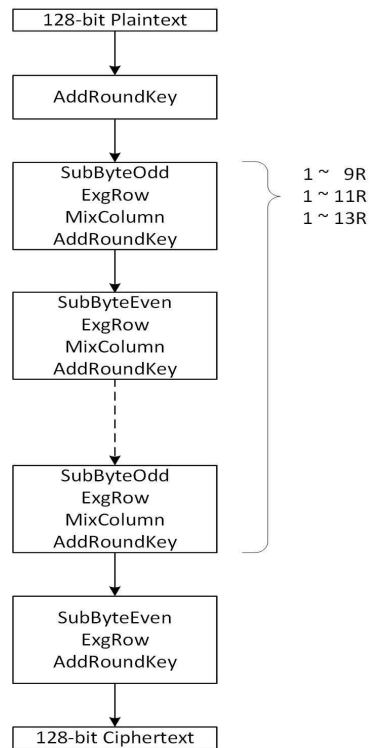 128-bit Plaintext
AddRoundKey
SubByteOdd
ExgRow
MixColumn
AddRoundKey
1 ~ 9R
1 ~ 11R
1 ~ 13R
SubByteEven
ExgRow
MixColumn
AddRoundKey
SubByteOdd
ExgRow
MixColumn
AddRoundKey
SubByteEven
ExgRow
AddRoundKey
128-bit Ciphertext